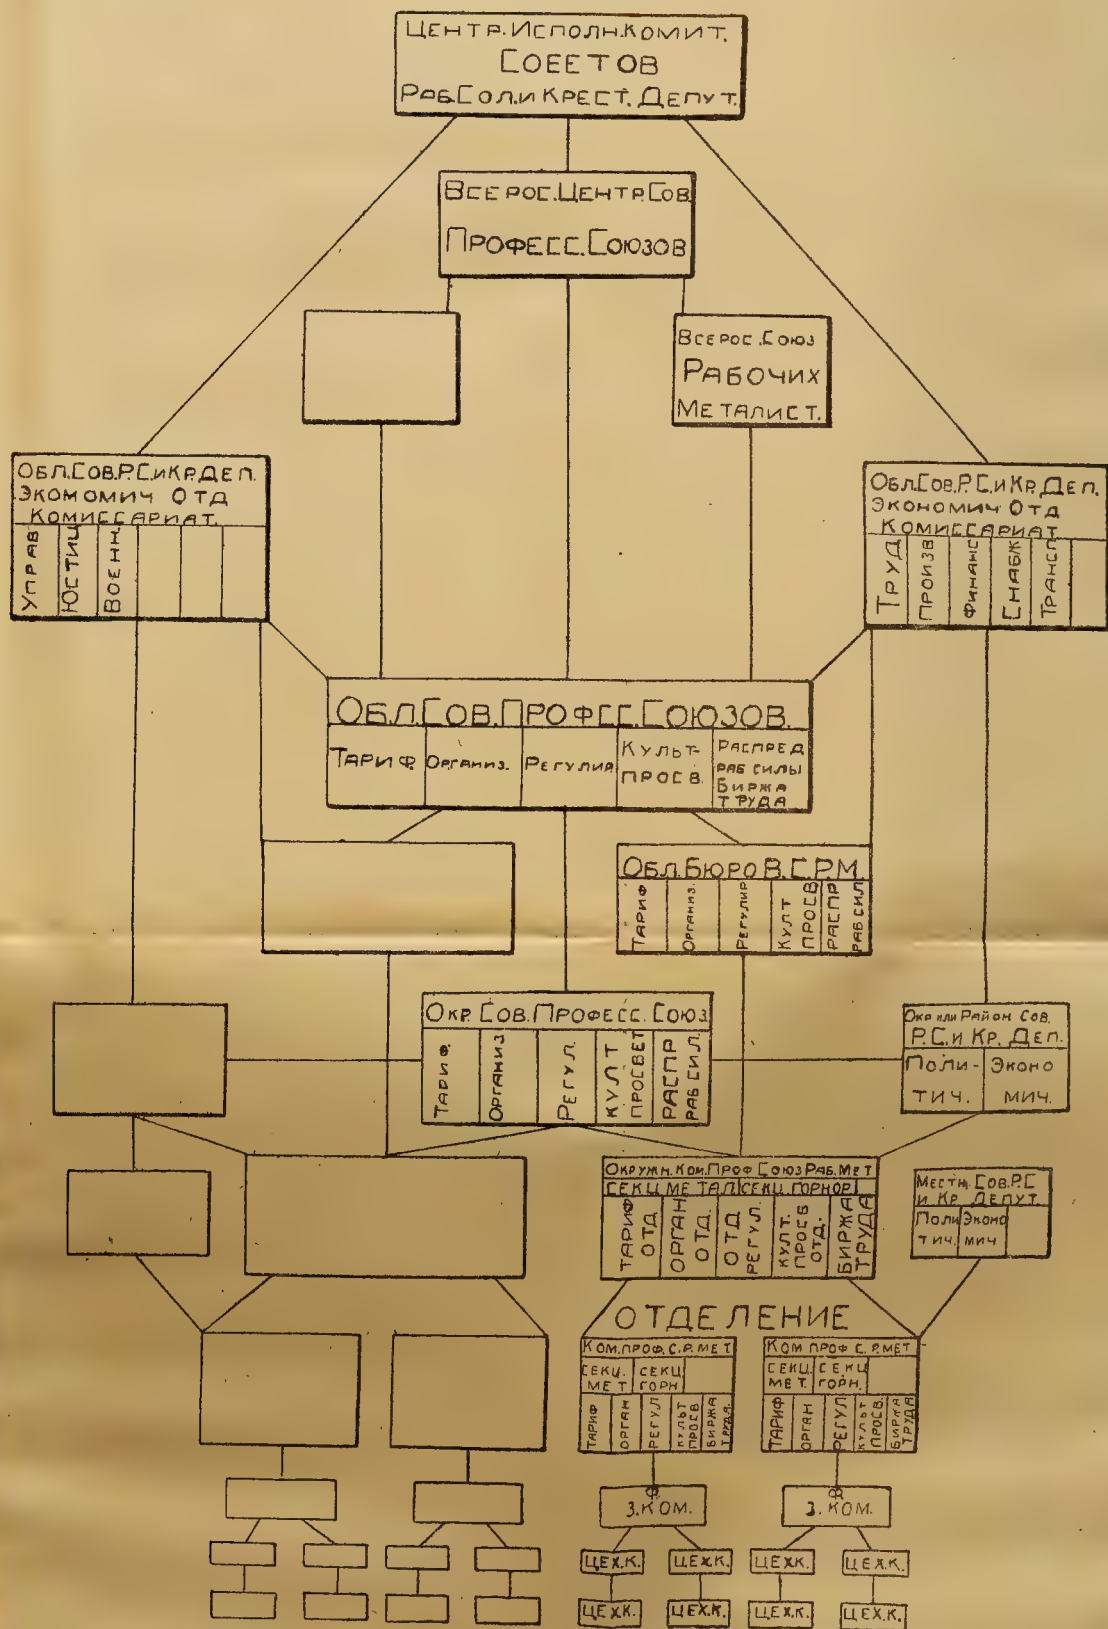 ЦЕНТР.ИСПОЛН.КОМИТ.
СОЕЕТОВ
РАБ.СОЛ.И КРЕСТ. ДЕПУТ.
ВСЕРОС.ЦЕНТР.СОВ.
ПРОФЕСС.СОЮЗОВ
ВСЕРОС.СОЮЗ
РАБОЧИХ
МЕТАЛИСТ.
ОБЛ.СОВ.Р.С.И КР.ДЕП.
ЭКОМОМИЧ ОТД
КОМИССАРИАТ.
УПРАВ
ЮСТИЦ
ВОЕНН.
ОБЛ.СОВ.Р.С.И КР.ДЕП.
ЭКОНОМИЧ.ОТД
КОМИССАРИАТ
ТРУД
ПРОИЗВ
ФИНАНС
СНАБЖ
ТРАНСП
ОБЛ.СОВ.ПРОФЕСС.СОЮЗОВ.
ТАРИФ.
ОРГАНИЗ.
РЕГУЛИР.
КУЛЬТ-
ПРОСВ.
РАСПРЕД
РАБ СИЛЫ
БИРЖА
ТРУДА
ОБЛ.БЮРО В.С.Р.М.
ТАРИФ
ОРГАНИЗ.
РЕГУЛИР
КУЛТ
ПРОСВ
РАСПР
РАБ СИЛ.
ОКР. СОВ. ПРОФЕСС. СОЮЗ.
ТАРИФ.
ОРГАНИЗ
РЕГУЛ.
КУЛТ
ПРОСВЕТ
РАСПР
РАБ СИЛ.
ОКР ИЛИ РАЙОН СОВ.
Р.С.И КР. ДЕП.
ПОЛИ-
ТИЧ.
ЭКОНО
МИЧ.
ОКРУЖН. КОМ.ПРОФ СОЮЗ РАБ. МЕТ
СЕКЦ.МЕТАЛ
СЕКЦ. ГОРНОР
ТАРИФ
ОТД
ОРГАН
ОТД.
ОТД
РЕГУЛ.
КУЛТ.
ПРОСВ
ОТД.
БИРЖА
ТРУДА
МЕСТН. СОВ.Р.С
И КР. ДЕПУТ.
ПОЛИ
ТИЧ.
ЭКОНО
МИЧ
ОТДЕЛЕНИЕ
КОМ.ПРОФ.С.Р.МЕТ
СЕКЦ.
МЕТ
СЕКЦ
ГОРН
ТАРИФ
ОРГАН
РЕГУЛ
КУЛЬТ
ПРОСВ
БИРЖА
ТРУДА.
КОМ ПРОФ С. Р.МЕТ
СЕКЦ
МЕТ.
СЕКЦ
ГОРН.
ТАРИФ
ОРГАН
РЕГУЛ
КУЛЬТ
ПРОСВ.
БИРЖА
ТРУДА
Ф
З.КОМ.
Ф
З. КОМ.
ЦЕХ.К.
ЦЕХ.К.
ЦЕХ.К.
ЦЕХ.К.
ЦЕХ.К.
ЦЕХ.К.
ЦЕХ.К.
ЦЕХ.К.